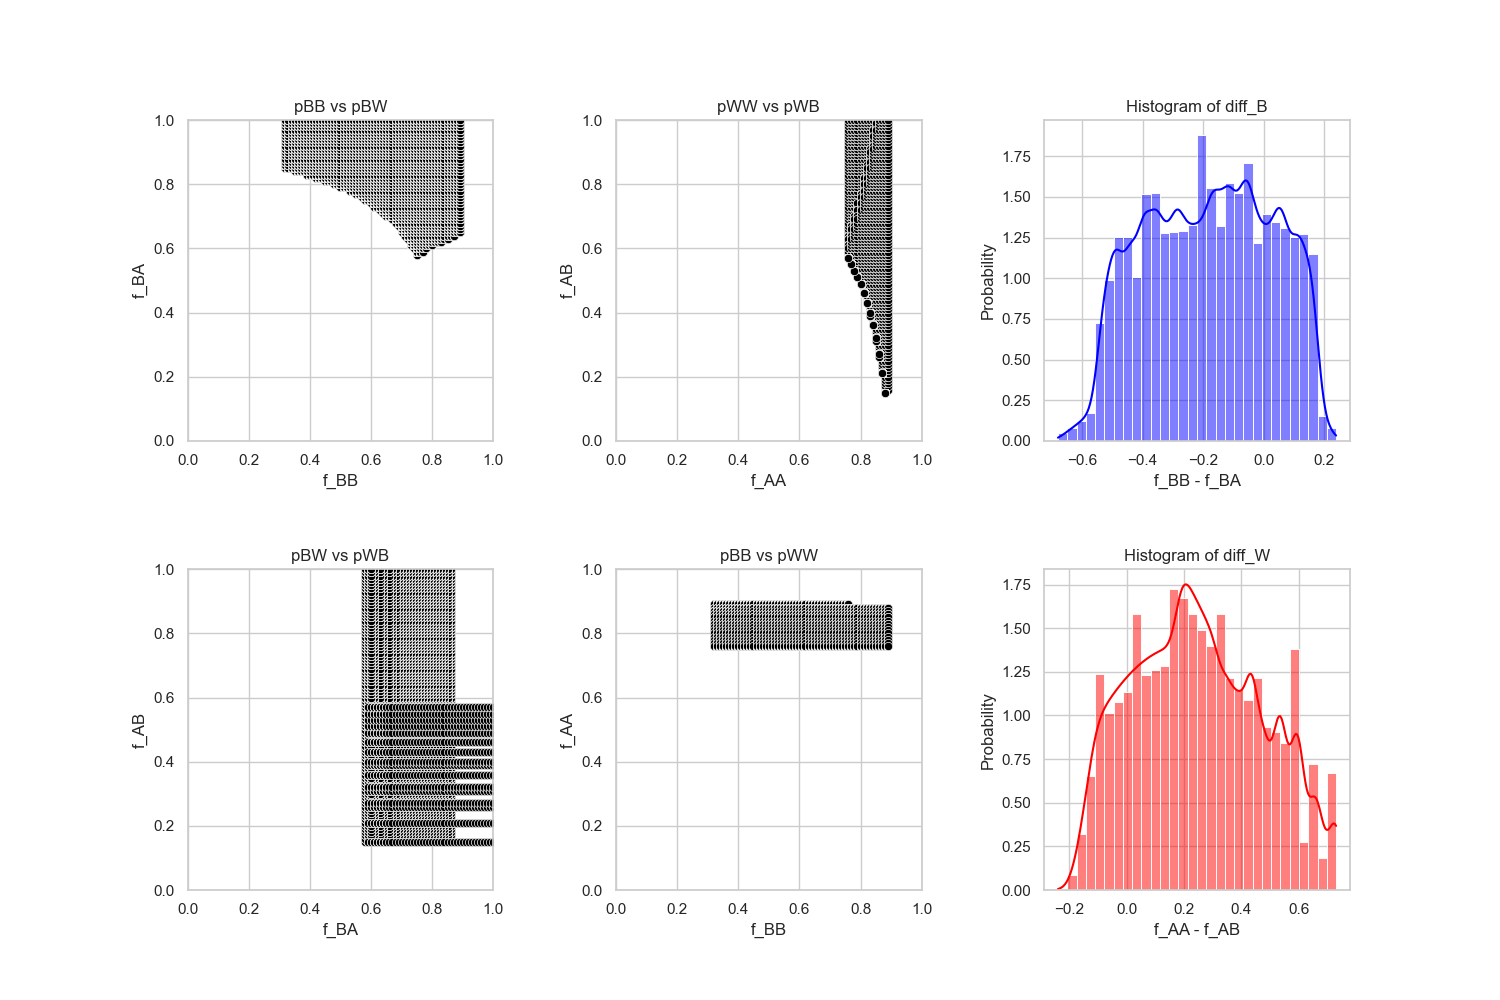 pBB vs pBW
1.0
0.8
0.6
0.4
0.2
0.0
f_BA
0.0 0.2 0.4 0.6 0.8 1.0
f_BB
pWW vs pWB
1.0
0.8
0.6
0.4
0.2
0.0
f_AB
0.0 0.2 0.4 0.6 0.8 1.0
f_AA
Histogram of diff_B
1.75
1.50
1.25
1.00
0.75
0.50
0.25
0.00
Probability
−0.6 −0.4 −0.2 0.0 0.2
f_BB - f_BA
pBW vs pWB
1.0
0.8
0.6
0.4
0.2
0.0
f_AB
0.0 0.2 0.4 0.6 0.8 1.0
f_BA
pBB vs pWW
1.0
0.8
0.6
0.4
0.2
0.0
f_AA
0.0 0.2 0.4 0.6 0.8 1.0
f_BB
Histogram of diff_W
1.75
1.50
1.25
1.00
0.75
0.50
0.25
0.00
Probability
−0.2 0.0 0.2 0.4 0.6
f_AA - f_AB